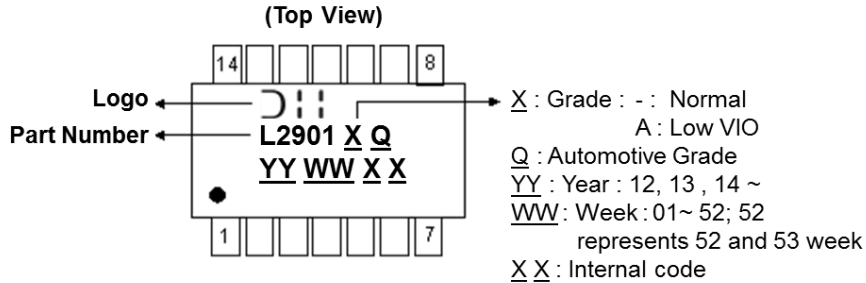 (Top View)
14 8
Logo
Part Number
L2901 X Q
YY WW X X
1 7
X : Grade : - : Normal
A : Low VIO
Q : Automotive Grade
YY : Year : 12, 13 , 14 ~
WW : Week : 01~ 52; 52
represents 52 and 53 week
X X : Internal code